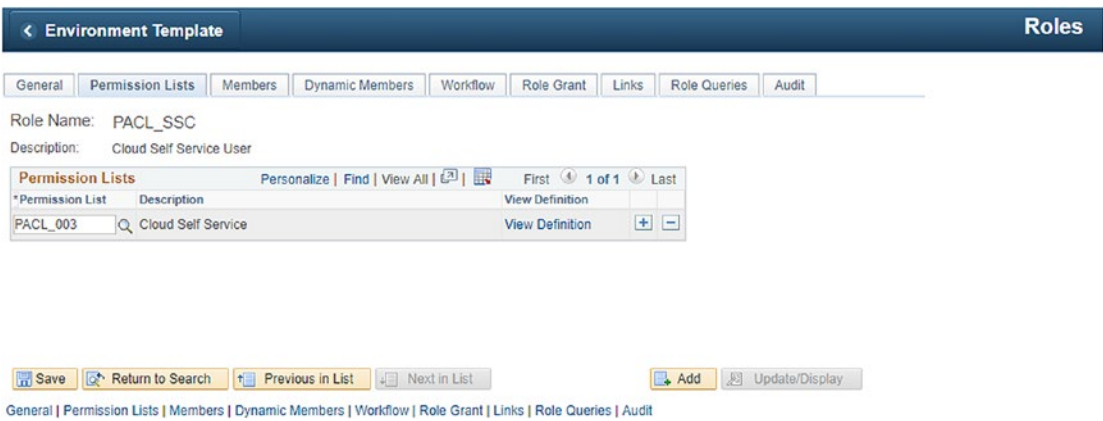 Environment Template Roles
General Permission Lists Members Dynamic Members Workflow Role Grant Links Role Queries Audit
Role Name: PACL_SSC
Description: Cloud Self Service User
Permission Lists Personalize | Find | View All | | First 1 of 1 Last
*Permission List Description View Definition
PACL_003 Cloud Self Service View Definition + −
Save Return to Search Previous in List Next in List Add Update/Display
General | Permission Lists | Members | Dynamic Members | Workflow | Role Grant | Links | Role Queries | Audit